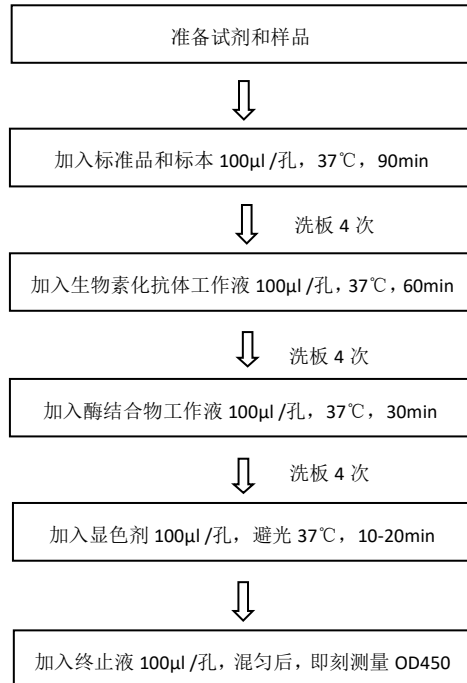 准备试剂和样品
加入标准品和标本 100μl /孔，37℃，90min
洗板 4 次
加入生物素化抗体工作液 100μl /孔，37℃，60min
洗板 4 次
加入酶结合物工作液 100μl /孔，37℃，30min
洗板 4 次
加入显色剂 100μl /孔，避光 37℃，10-20min
加入终止液 100μl /孔，混匀后，即刻测量 OD450